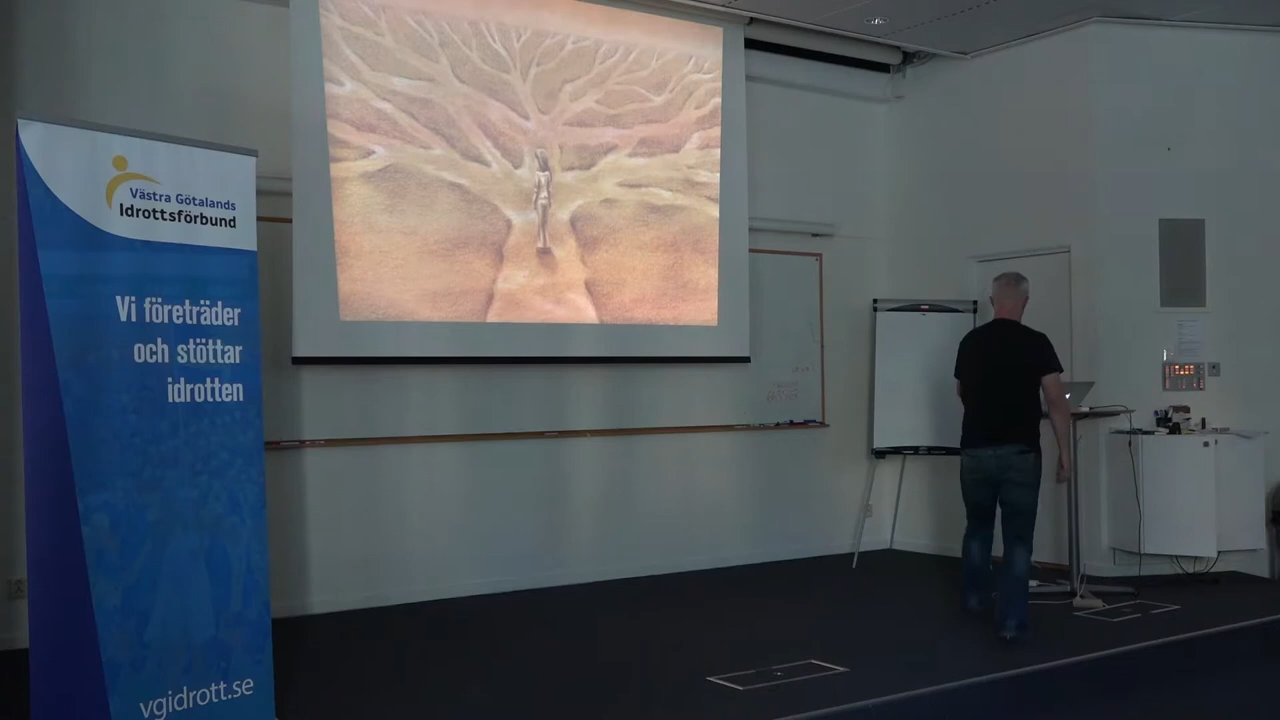 Västra Götalands
Idrottsförbund
Vi företräder
och stöttar
idrotten
vgidrott.se